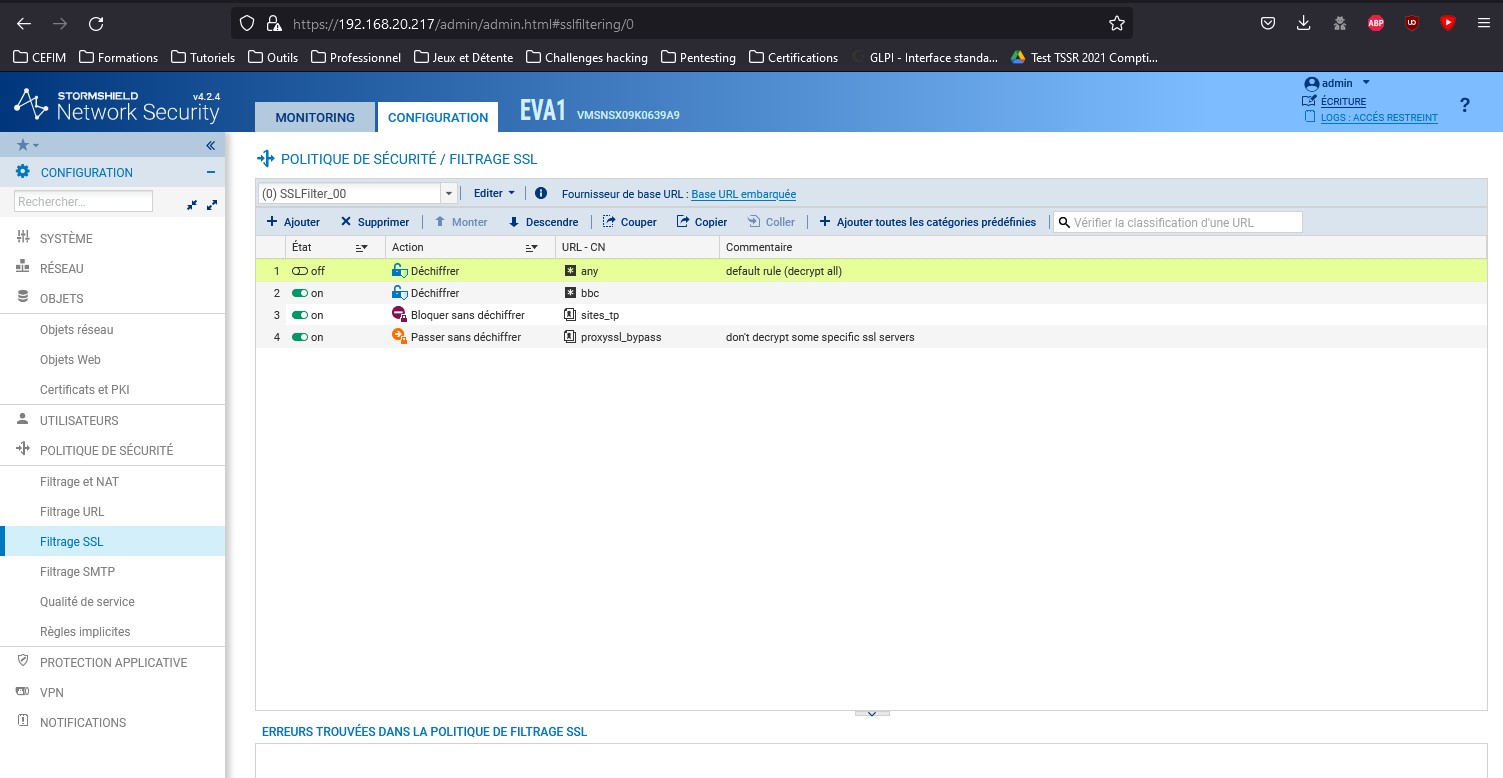 https://192.168.20.217/admin/admin.html#sslfiltering/0
ABP
UD
CEFIM Formations Tutoriels Outils Professionnel Jeux et Détente Challenges hacking Pentesting Certifications GLPI - Interface standa... Test TSSR 2021 Compti...
STORMSHIELD v4.2.4
Network Security
MONITORING CONFIGURATION EVA1 VMSNSX09K0639A9
admin
ÉCRITURE
LOGS : ACCÉS RESTREINT
?
CONFIGURATION
Rechercher...
SYSTÈME
RÉSEAU
OBJETS
Objets réseau
Objets Web
Certificats et PKI
UTILISATEURS
POLITIQUE DE SÉCURITÉ
Filtrage et NAT
Filtrage URL
Filtrage SSL
Filtrage SMTP
Qualité de service
Règles implicites
PROTECTION APPLICATIVE
VPN
NOTIFICATIONS
POLITIQUE DE SÉCURITÉ / FILTRAGE SSL
(0) SSLFilter_00 Editer Fournisseur de base URL : Base URL embarquée
Ajouter Supprimer Monter Descendre Couper Copier Coller Ajouter toutes les catégories prédéfinies Vérifier la classification d'une URL
État Action URL - CN Commentaire
1 off Déchiffrer any default rule (decrypt all)
2 on Déchiffrer bbc
3 on Bloquer sans déchiffrer sites_tp
4 on Passer sans déchiffrer proxyssl_bypass don't decrypt some specific ssl servers
ERREURS TROUVÉES DANS LA POLITIQUE DE FILTRAGE SSL